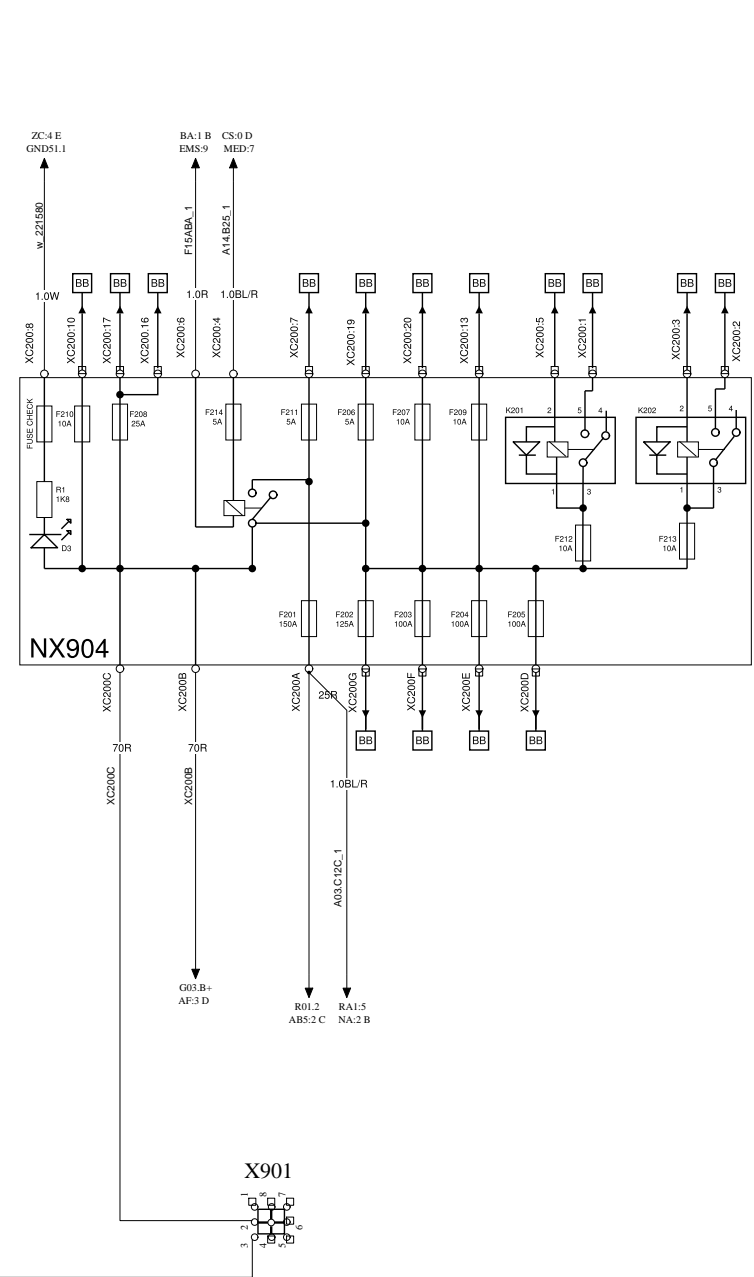 ZC:4 E
GND51.1
BA:1 B
EMS:9
CS:0 D
MED:7
w_221580
F15ABA_1
A14.B25_1
1.0W
1.0R
1.0BL/R
BB
BB
BB
BB
BB
BB
BB
BB
BB
BB
BB
XC200:8
XC200:10
XC200:17
XC200.16
XC200:6
XC200:4
XC200:7
XC200:19
XC200:20
XC200:13
XC200:5
XC200:1
XC200:3
XC200:2
FUSE CHECK
F210
10A
F208
25A
F214
5A
F211
5A
F206
5A
F207
10A
F209
10A
K201
2
5
4
1
3
K202
2
5
4
1
3
R1
1K8
D3
F212
10A
F213
10A
F201
150A
F202
125A
F203
100A
F204
100A
F205
100A
NX904
XC200C
XC200B
XC200A
25R
XC200G
XC200F
XC200E
XC200D
BB
BB
BB
BB
70R
70R
XC200C
XC200B
1.0BL/R
A03.C12C_1
G03.B+
AF:3 D
R01.2
AB5:2 C
RA1:5
NA:2 B
X901
1
8
7
2
6
3
4
5